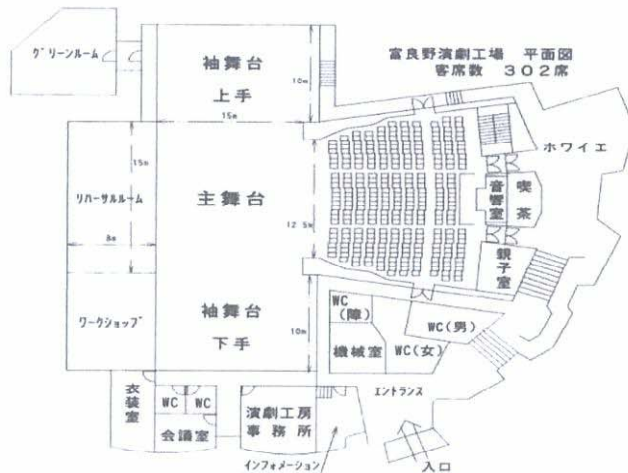 富良野演劇工場 平面図
客席数 302席
グリーンルーム
袖舞台
上手
10m
15m
ホワイエ
15m
リハーサルルーム
8m
主舞台
12.5m
音響室
喫茶
親子室
ワークショップ
袖舞台
下手
10m
WC
(障)
WC(男)
機械室
WC(女)
エントランス
衣装室
WC
WC
会議室
演劇工房
事務所
インフォメーション
入口